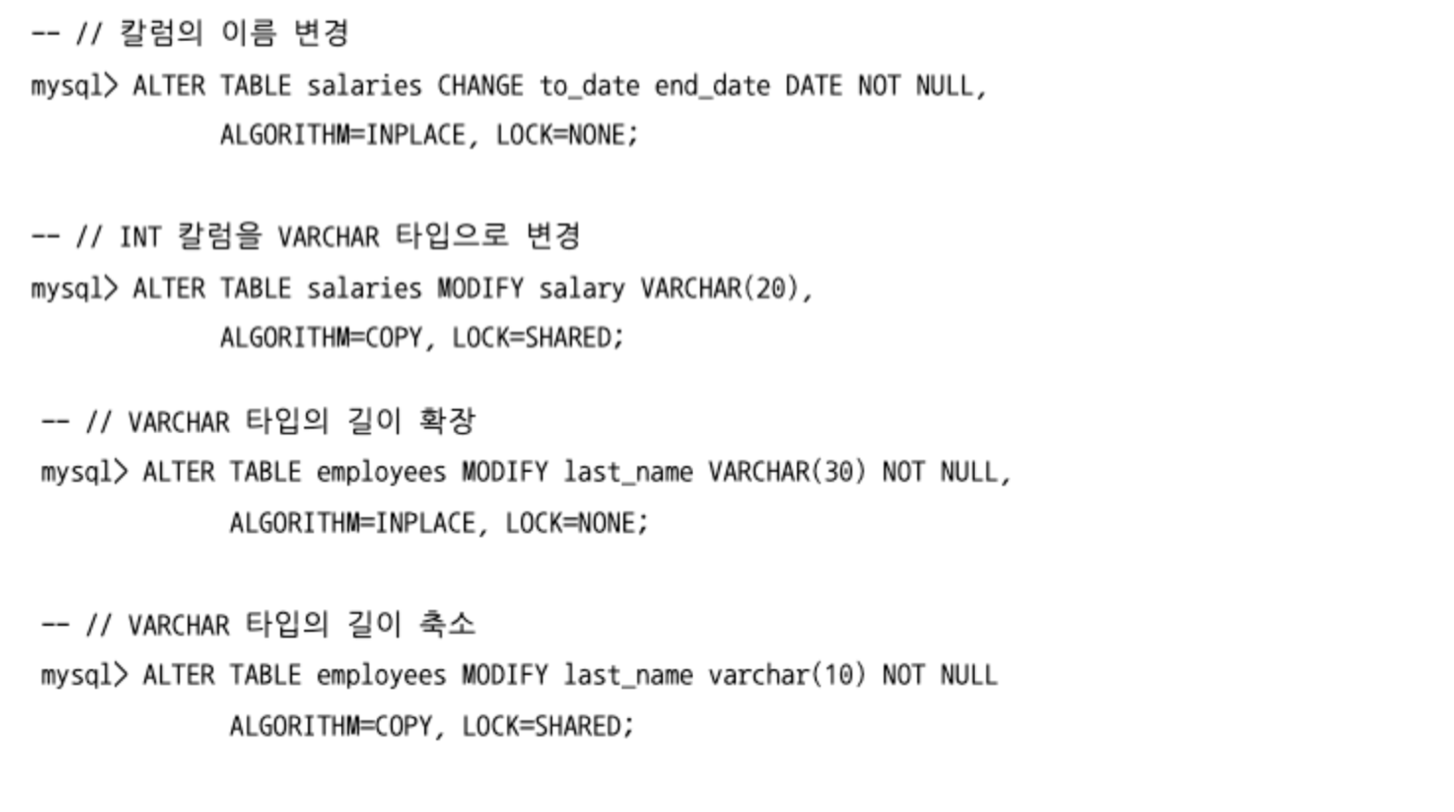 -- // 칼럼의 이름 변경
mysql> ALTER TABLE salaries CHANGE to_date end_date DATE NOT NULL,
ALGORITHM=INPLACE, LOCK=NONE;
-- // INT 칼럼을 VARCHAR 타입으로 변경
mysql> ALTER TABLE salaries MODIFY salary VARCHAR(20),
ALGORITHM=COPY, LOCK=SHARED;
-- // VARCHAR 타입의 길이 확장
mysql> ALTER TABLE employees MODIFY last_name VARCHAR(30) NOT NULL,
ALGORITHM=INPLACE, LOCK=NONE;
-- // VARCHAR 타입의 길이 축소
mysql> ALTER TABLE employees MODIFY last_name varchar(10) NOT NULL
ALGORITHM=COPY, LOCK=SHARED;